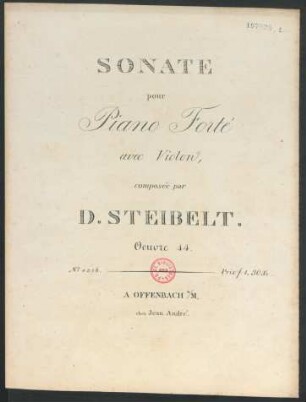 SONATE
pour
Piano Forté
avec Violon,
composée par
D. STEIBELT.
Oeuvre 44.
A OFFENBACH s/M,
chez Jean André.